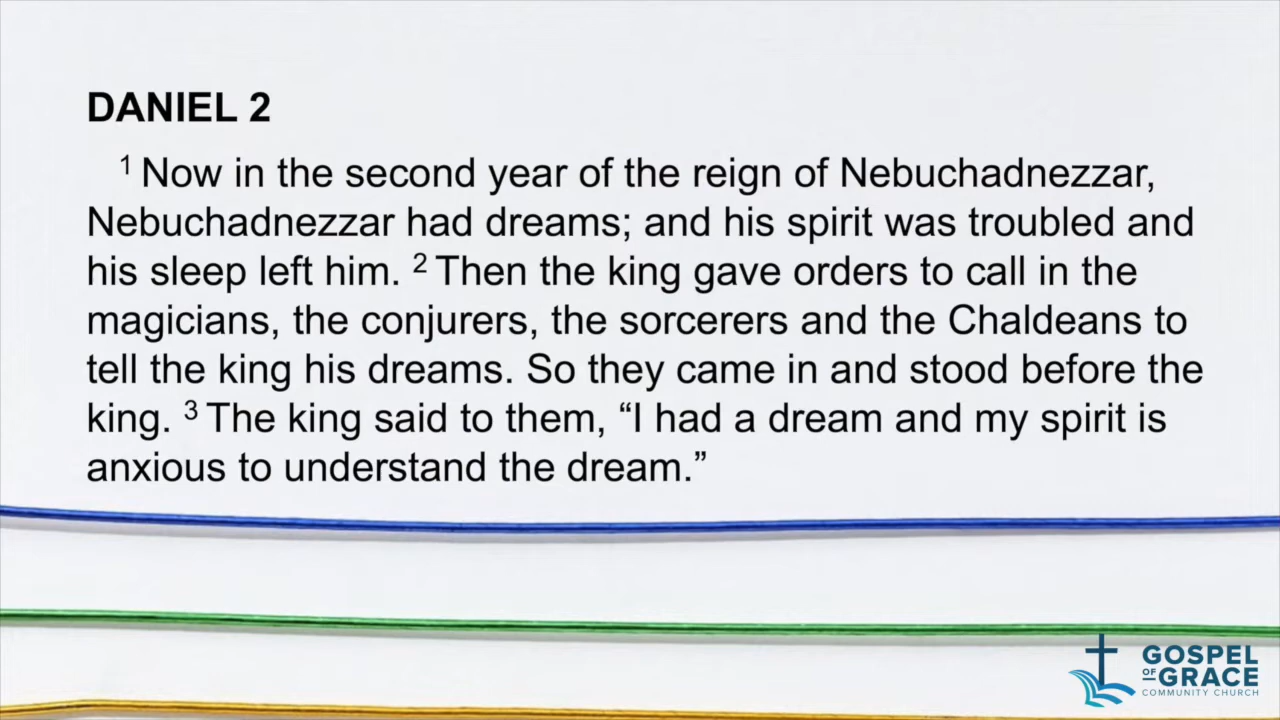 DANIEL 2
1 Now in the second year of the reign of Nebuchadnezzar,
Nebuchadnezzar had dreams; and his spirit was troubled and
his sleep left him. 2 Then the king gave orders to call in the
magicians, the conjurers, the sorcerers and the Chaldeans to
tell the king his dreams. So they came in and stood before the
king. 3 The king said to them, “I had a dream and my spirit is
anxious to understand the dream.”
GOSPEL
OF GRACE
COMMUNITY CHURCH